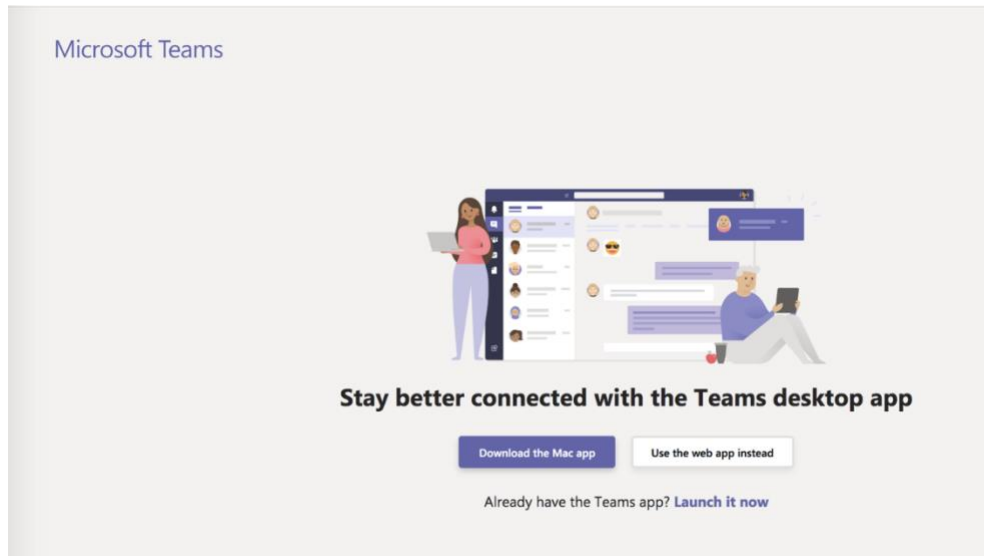 Microsoft Teams
Stay better connected with the Teams desktop app
Download the Mac app
Use the web app instead
Already have the Teams app? Launch it now